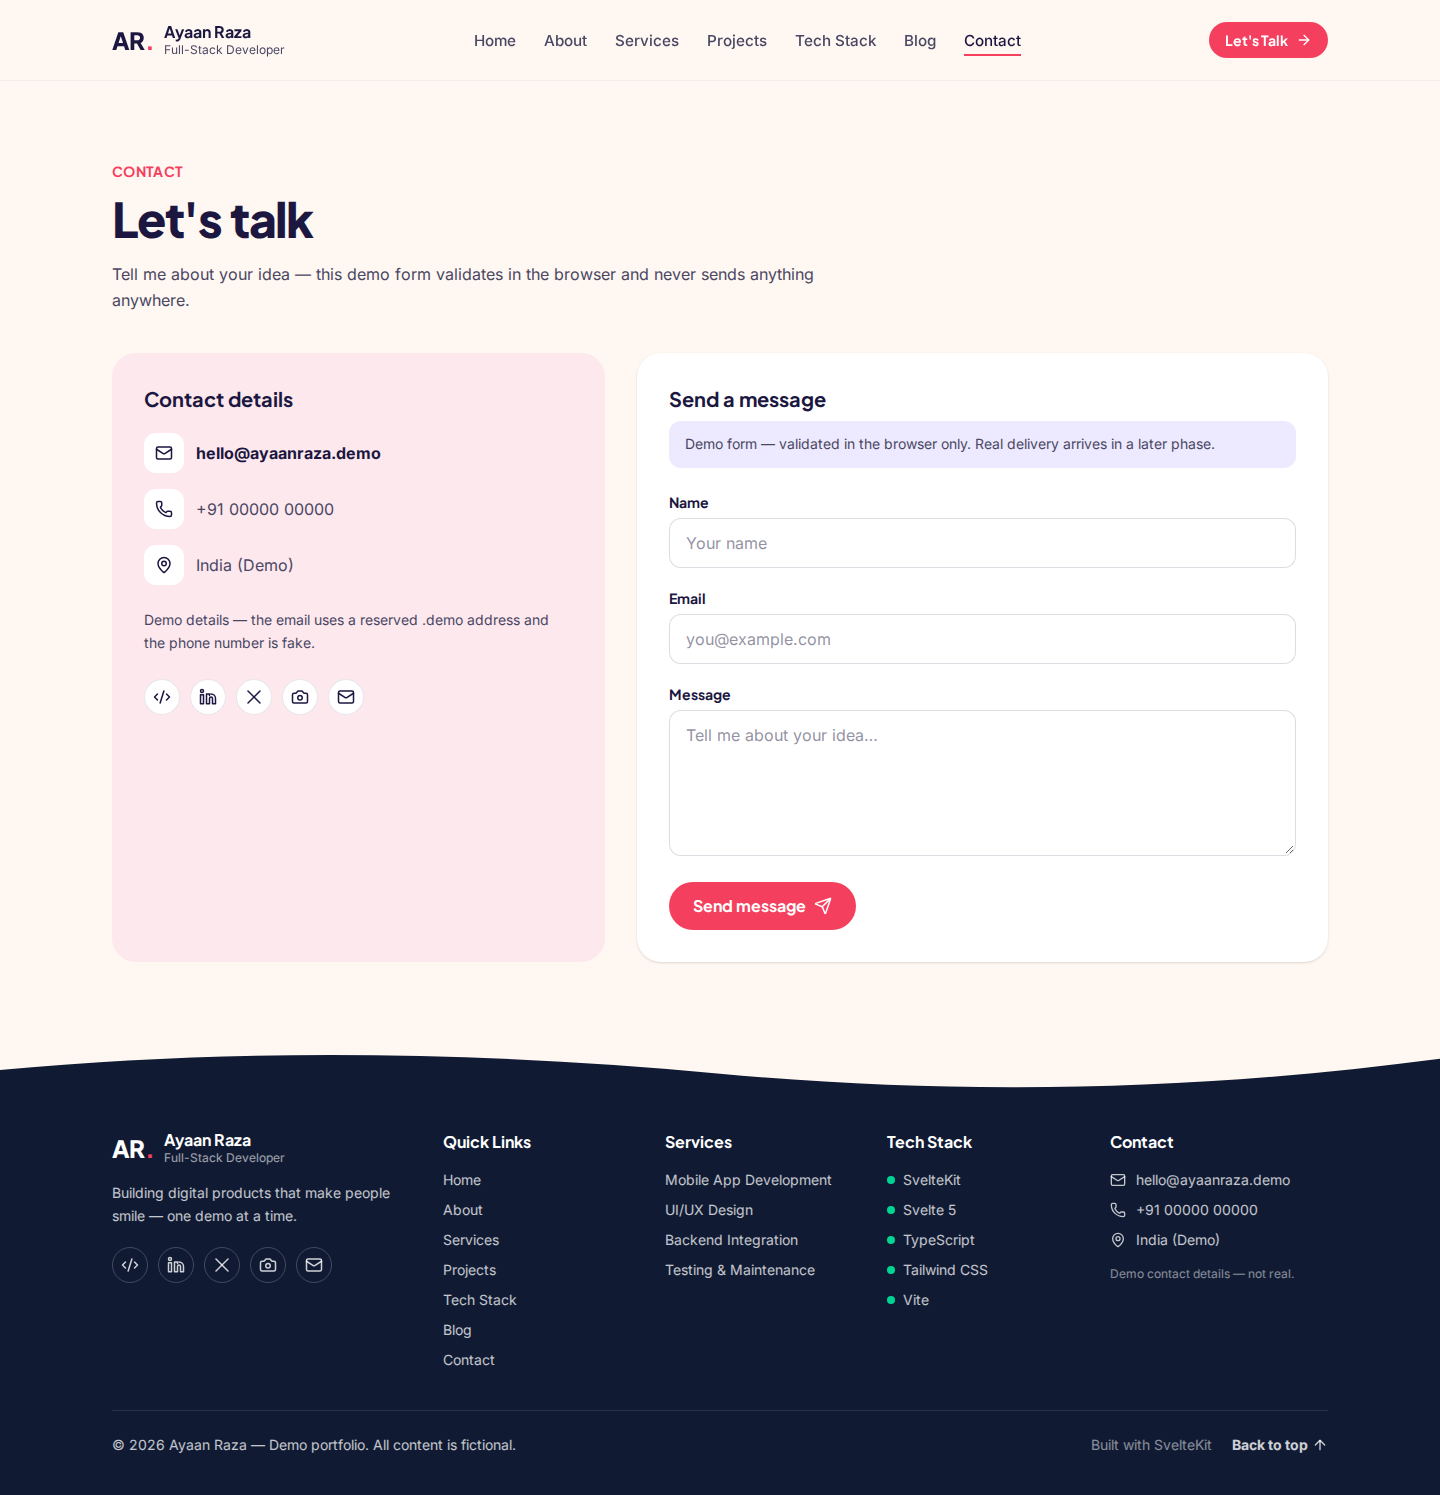 AR.
Ayaan Raza
Full-Stack Developer
Home
About
Services
Projects
Tech Stack
Blog
Contact
Let's Talk
CONTACT
Let's talk
Tell me about your idea — this demo form validates in the browser and never sends anything
anywhere.
Contact details
hello@ayaanraza.demo
+91 00000 00000
India (Demo)
Demo details — the email uses a reserved .demo address and
the phone number is fake.
Send a message
Demo form — validated in the browser only. Real delivery arrives in a later phase.
Name
Your name
Email
you@example.com
Message
Tell me about your idea...
Send message
AR.
Ayaan Raza
Full-Stack Developer
Building digital products that make people
smile — one demo at a time.
Quick Links
Home
About
Services
Projects
Tech Stack
Blog
Contact
Services
Mobile App Development
UI/UX Design
Backend Integration
Testing & Maintenance
Tech Stack
SvelteKit
Svelte 5
TypeScript
Tailwind CSS
Vite
Contact
hello@ayaanraza.demo
+91 00000 00000
India (Demo)
Demo contact details — not real.
© 2026 Ayaan Raza — Demo portfolio. All content is fictional.
Built with SvelteKit
Back to top